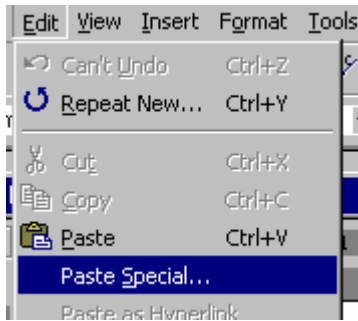 Edit View Insert Format Tools
Can't Undo Ctrl+Z
Repeat New... Ctrl+Y
Cut Ctrl+X
Copy Ctrl+C
Paste Ctrl+V
Paste Special...
Paste as Hyperlink